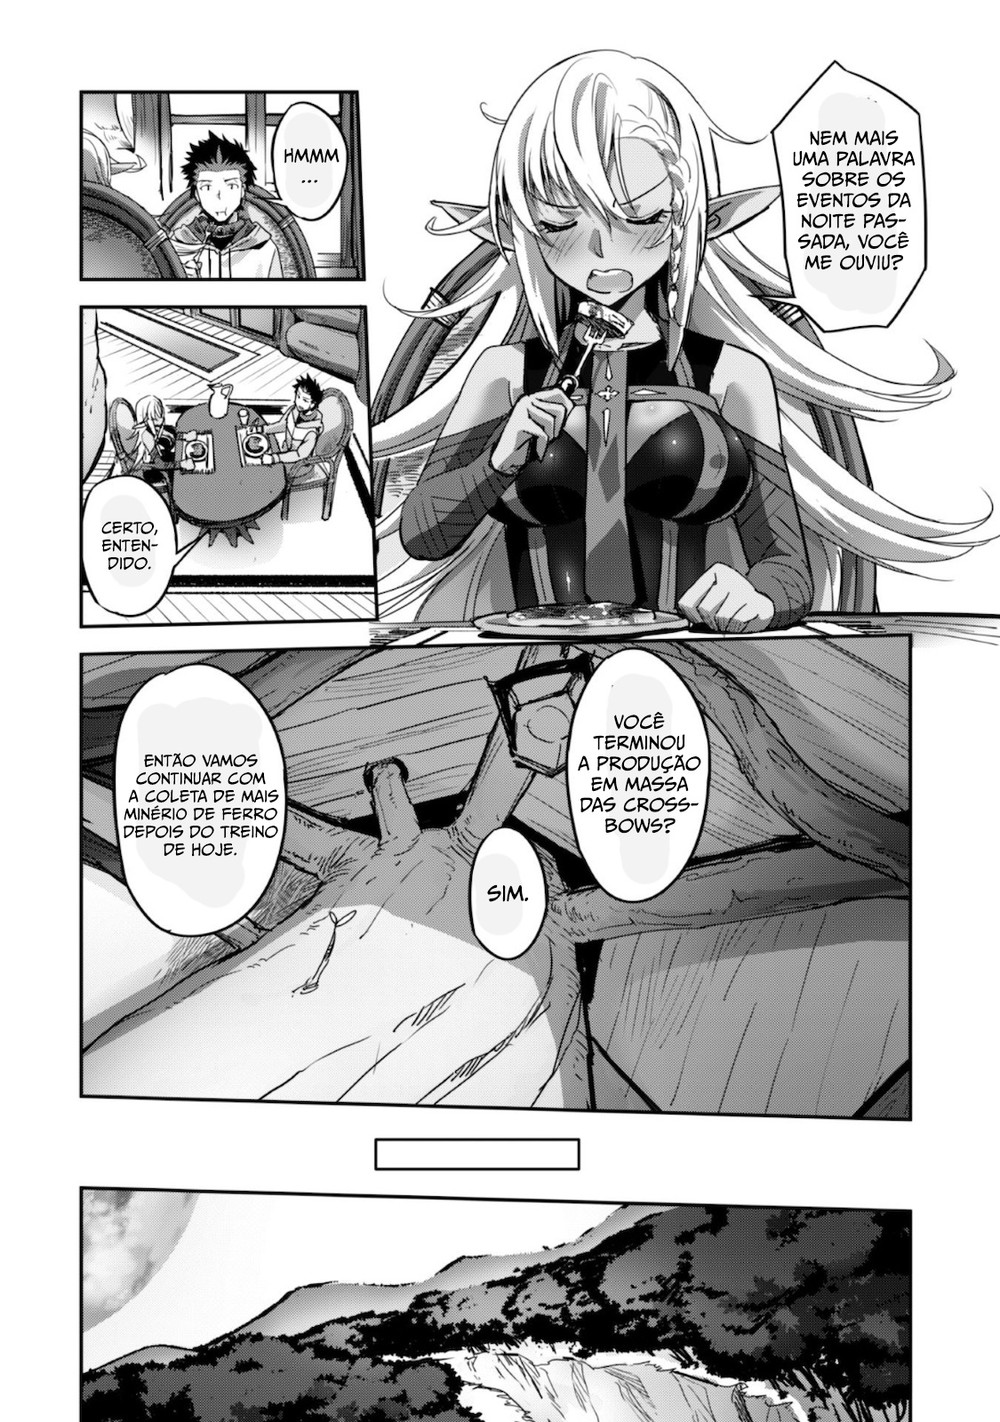 NEM MAIS
UMA PALAVRA
SOBRE OS
EVENTOS DA
NOITE PAS-
SADA, VOCÊ
ME OUVIU?
HMMM
...
CERTO,
ENTEN-
DIDO.
VOCÊ
TERMINOU
A PRODUÇÃO
EM MASSA
DAS CROSS-
BOWS?
SIM.
ENTÃO VAMOS
CONTINUAR COM
A COLETA DE MAIS
MINÉRIO DE FERRO
DEPOIS DO TREINO
DE HOJE.